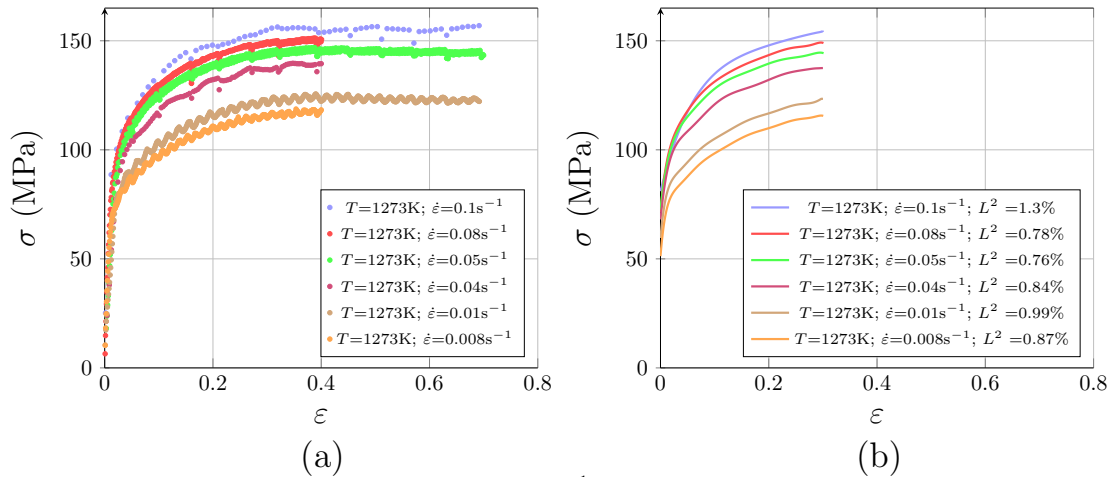 σ (MPa)
150
100
50
0
0
0.2
0.4
0.6
0.8
ε
T=1273K; ε̇=0.1s⁻¹
T=1273K; ε̇=0.08s⁻¹
T=1273K; ε̇=0.05s⁻¹
T=1273K; ε̇=0.04s⁻¹
T=1273K; ε̇=0.01s⁻¹
T=1273K; ε̇=0.008s⁻¹
(a)
σ (MPa)
150
100
50
0
0
0.2
0.4
0.6
0.8
ε
T=1273K; ε̇=0.1s⁻¹; L² =1.3%
T=1273K; ε̇=0.08s⁻¹; L² =0.78%
T=1273K; ε̇=0.05s⁻¹; L² =0.76%
T=1273K; ε̇=0.04s⁻¹; L² =0.84%
T=1273K; ε̇=0.01s⁻¹; L² =0.99%
T=1273K; ε̇=0.008s⁻¹; L² =0.87%
(b)